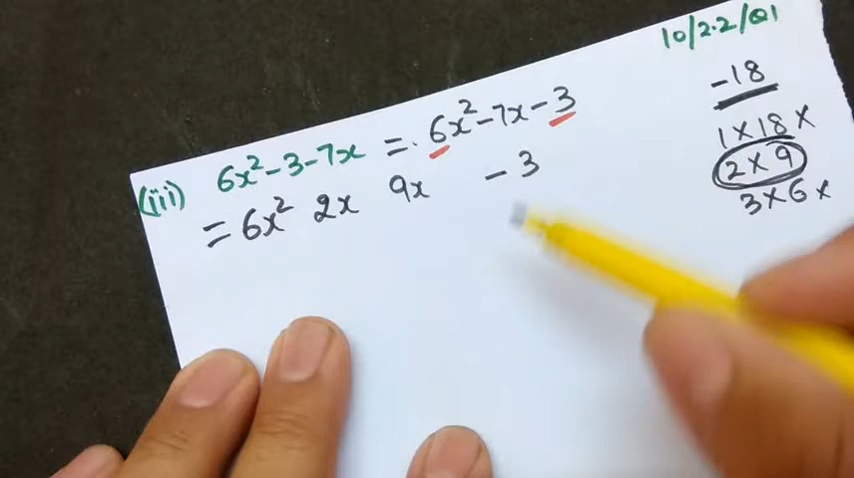 10/2.2/Q1
(iii) 6x² - 3 - 7x = 6x² - 7x - 3
= 6x² 2x 9x - 3
-18
1 x 18 x
2 x 9
3 x 6 x